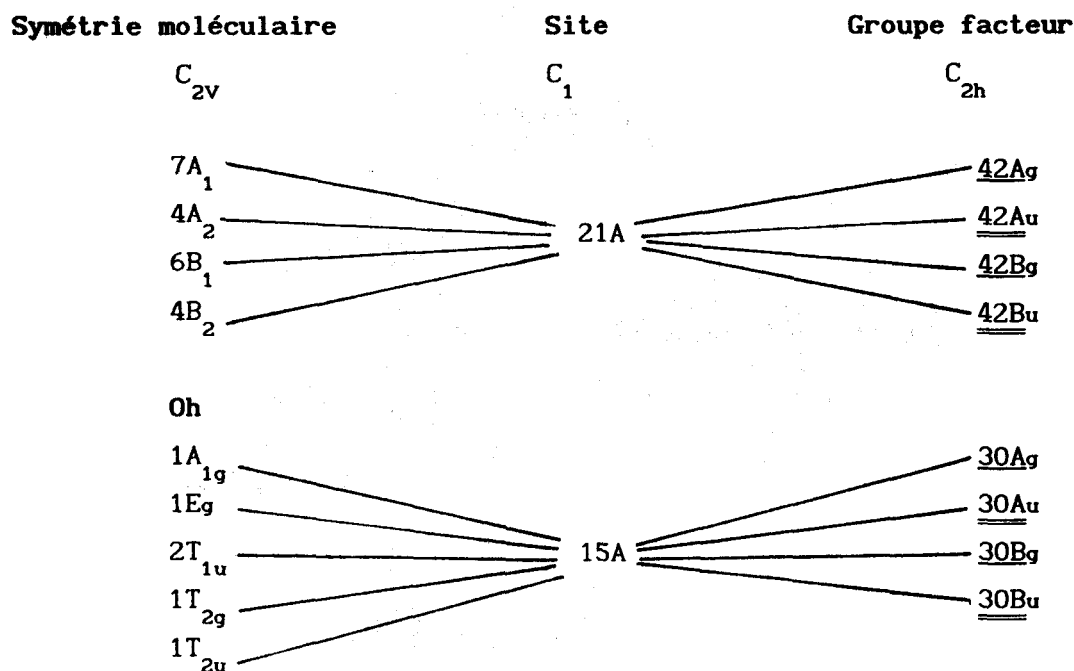 Symétrie moléculaire Site Groupe facteur
C2v C1 C2h
7A1 42Ag
4A2 21A 42Au
6B1 42Bg
4B2 42Bu
Oh
1A1g 30Ag
1Eg 30Au
2T1u 15A 30Bg
1T2g 30Bu
1T2u